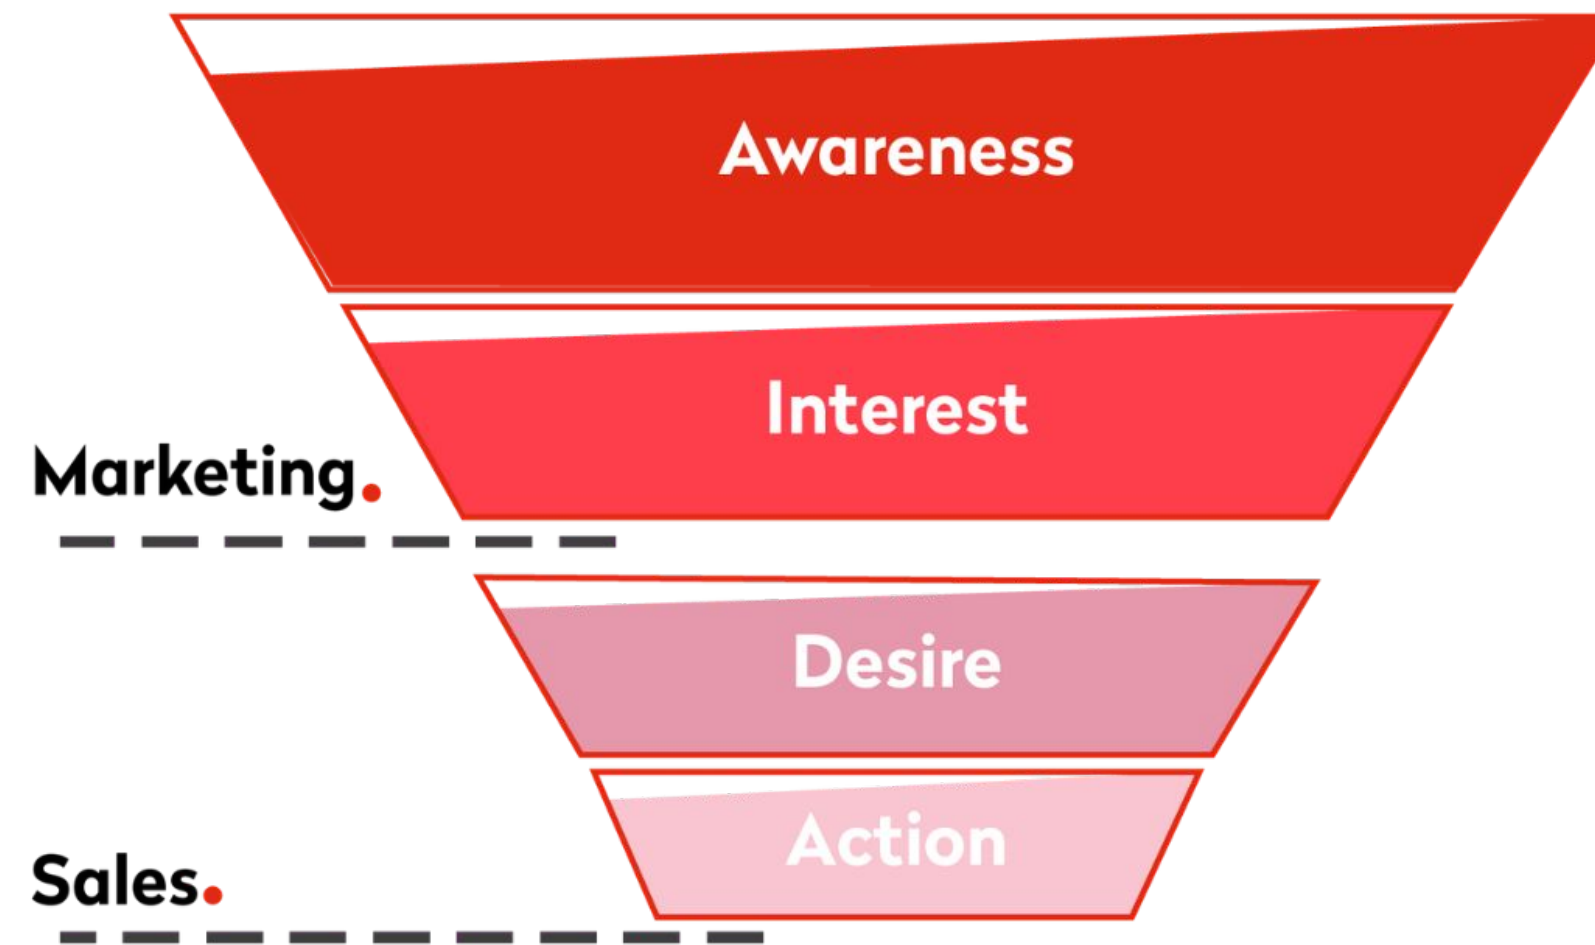 Awareness
Interest
Marketing.
Desire
Action
Sales.